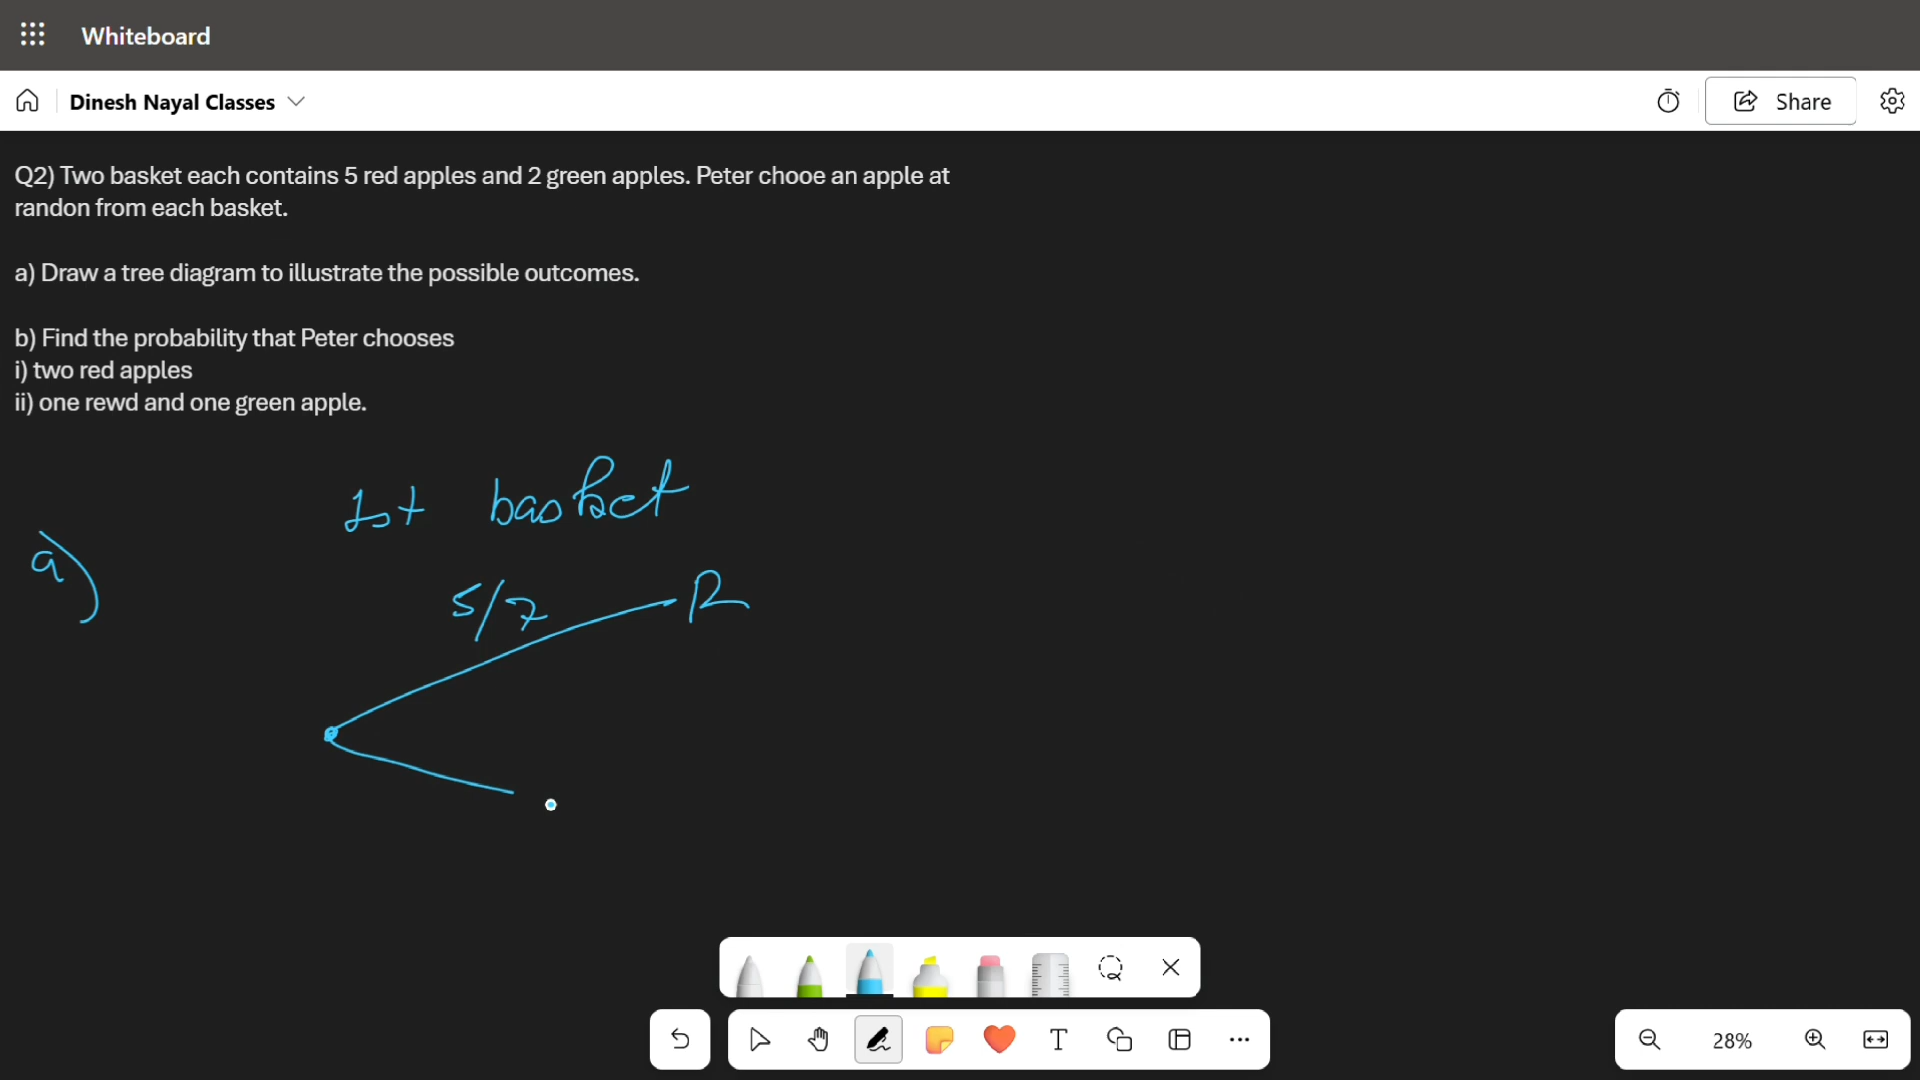 Whiteboard
Dinesh Nayal Classes
Share
Q2) Two basket each contains 5 red apples and 2 green apples. Peter chooe an apple at
randon from each basket.
a) Draw a tree diagram to illustrate the possible outcomes.
b) Find the probability that Peter chooses
i) two red apples
ii) one rewd and one green apple.
1st basket
a)
5/7 R
28%